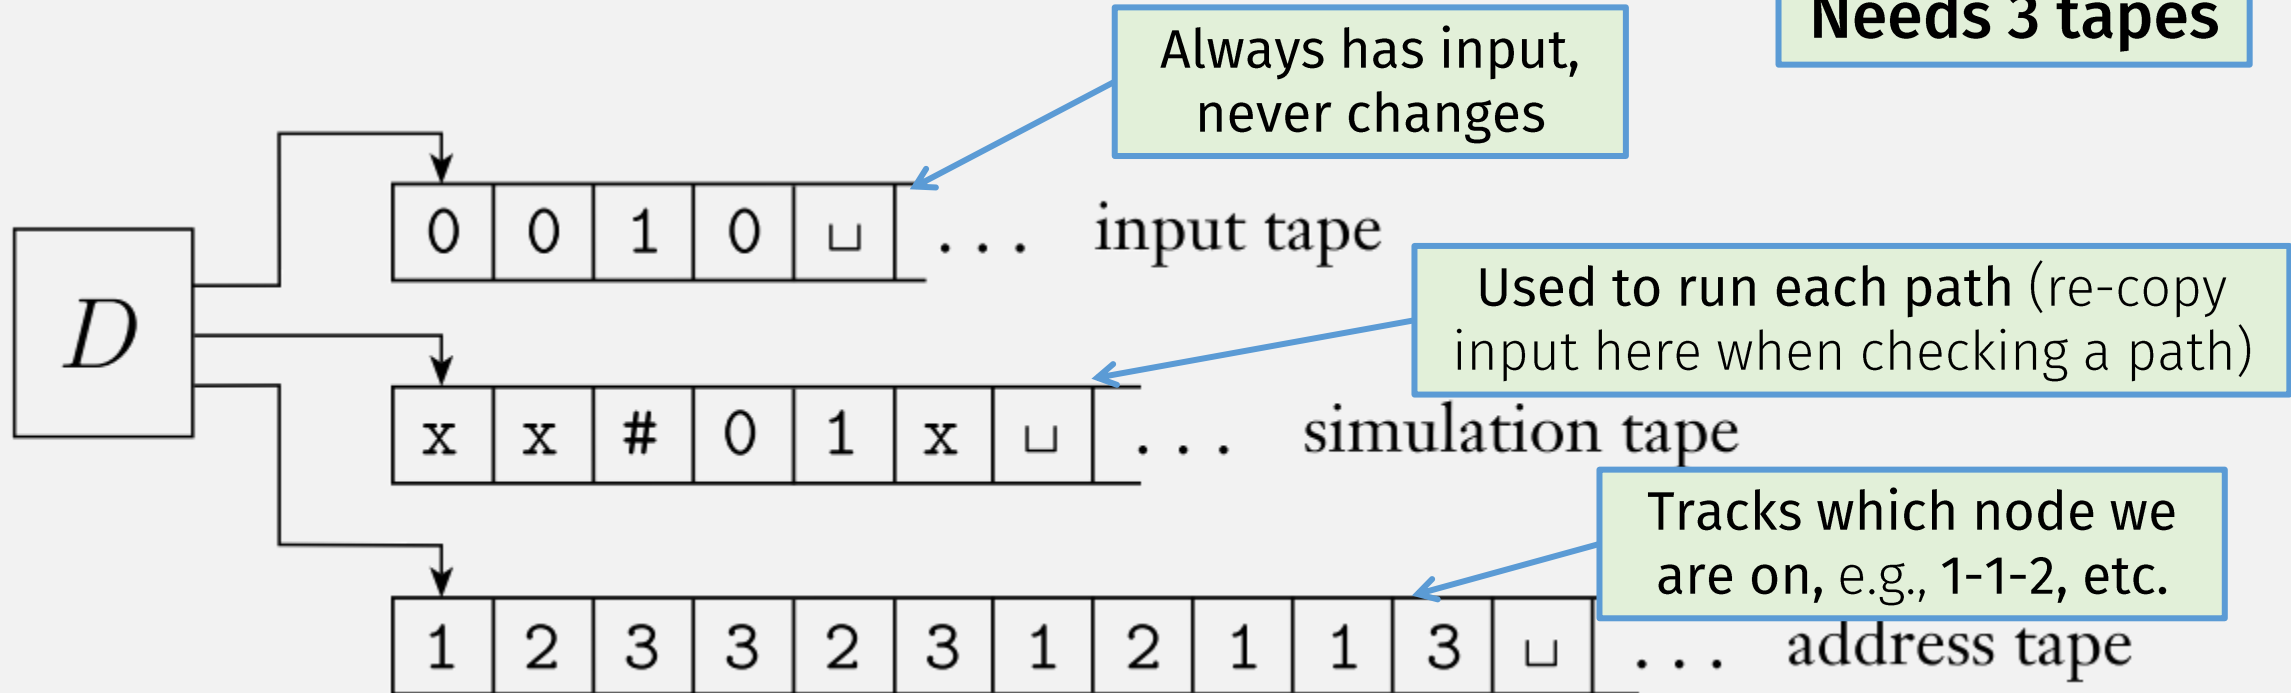 Needs 3 tapes
Always has input,
never changes
0 0 1 0 ␣ ... input tape
D
Used to run each path (re-copy
input here when checking a path)
x x # 0 1 x ␣ ... simulation tape
Tracks which node we
are on, e.g., 1-1-2, etc.
1 2 3 3 2 3 1 2 1 1 3 ␣ ... address tape